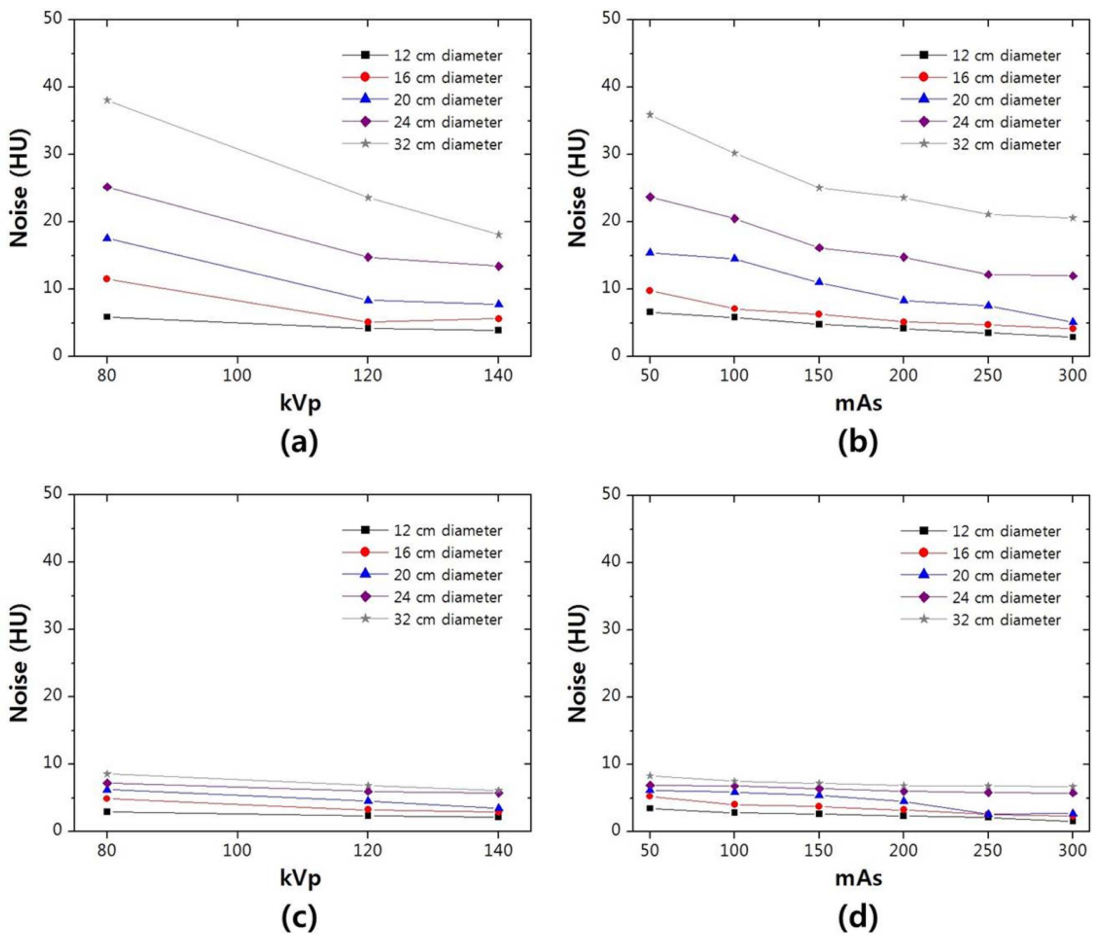 50
40
30
20
10
0
Noise (HU)
12 cm diameter
16 cm diameter
20 cm diameter
24 cm diameter
32 cm diameter
80 100 120 140
kVp
(a)
50
40
30
20
10
0
Noise (HU)
12 cm diameter
16 cm diameter
20 cm diameter
24 cm diameter
32 cm diameter
50 100 150 200 250 300
mAs
(b)
50
40
30
20
10
0
Noise (HU)
12 cm diameter
16 cm diameter
20 cm diameter
24 cm diameter
32 cm diameter
80 100 120 140
kVp
(c)
50
40
30
20
10
0
Noise (HU)
12 cm diameter
16 cm diameter
20 cm diameter
24 cm diameter
32 cm diameter
50 100 150 200 250 300
mAs
(d)